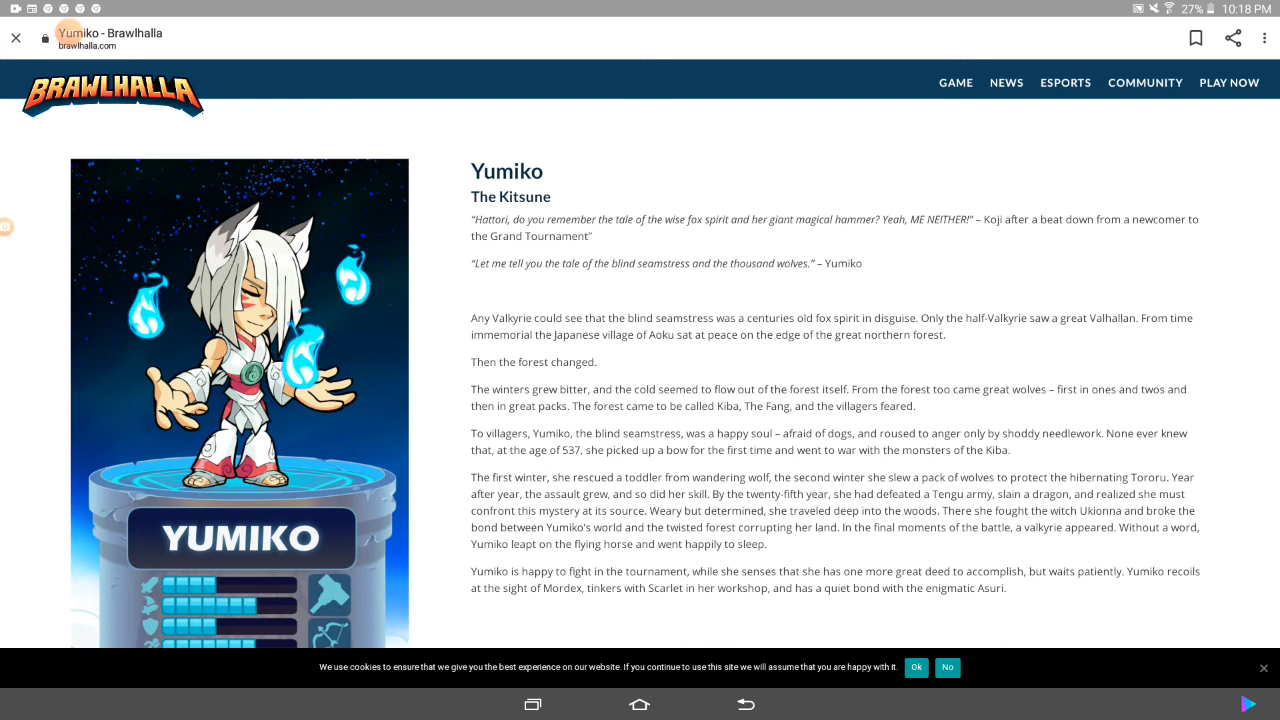 27% 10:18 PM
Yumiko - Brawlhalla
brawlhalla.com
BRAWLHALLA
GAME NEWS ESPORTS COMMUNITY PLAY NOW
Yumiko
The Kitsune
“Hattori, do you remember the tale of the wise fox spirit and her giant magical hammer? Yeah, ME NEITHER!” – Koji after a beat down from a newcomer to
the Grand Tournament”
“Let me tell you the tale of the blind seamstress and the thousand wolves.” – Yumiko
Any Valkyrie could see that the blind seamstress was a centuries old fox spirit in disguise. Only the half-Valkyrie saw a great Valhallan. From time
immemorial the Japanese village of Aoku sat at peace on the edge of the great northern forest.
Then the forest changed.
The winters grew bitter, and the cold seemed to flow out of the forest itself. From the forest too came great wolves – first in ones and twos and
then in great packs. The forest came to be called Kiba, The Fang, and the villagers feared.
To villagers, Yumiko, the blind seamstress, was a happy soul – afraid of dogs, and roused to anger only by shoddy needlework. None ever knew
that, at the age of 537, she picked up a bow for the first time and went to war with the monsters of the Kiba.
The first winter, she rescued a toddler from wandering wolf, the second winter she slew a pack of wolves to protect the hibernating Tororu. Year
after year, the assault grew, and so did her skill. By the twenty-fifth year, she had defeated a Tengu army, slain a dragon, and realized she must
confront this mystery at its source. Weary but determined, she traveled deep into the woods. There she fought the witch Ukionna and broke the
bond between Yumiko's world and the twisted forest corrupting her land. In the final moments of the battle, a valkyrie appeared. Without a word,
Yumiko leapt on the flying horse and went happily to sleep.
Yumiko is happy to fight in the tournament, while she senses that she has one more great deed to accomplish, but waits patiently. Yumiko recoils
at the sight of Mordex, tinkers with Scarlet in her workshop, and has a quiet bond with the enigmatic Asuri.
YUMIKO
We use cookies to ensure that we give you the best experience on our website. If you continue to use this site we will assume that you are happy with it. Ok No